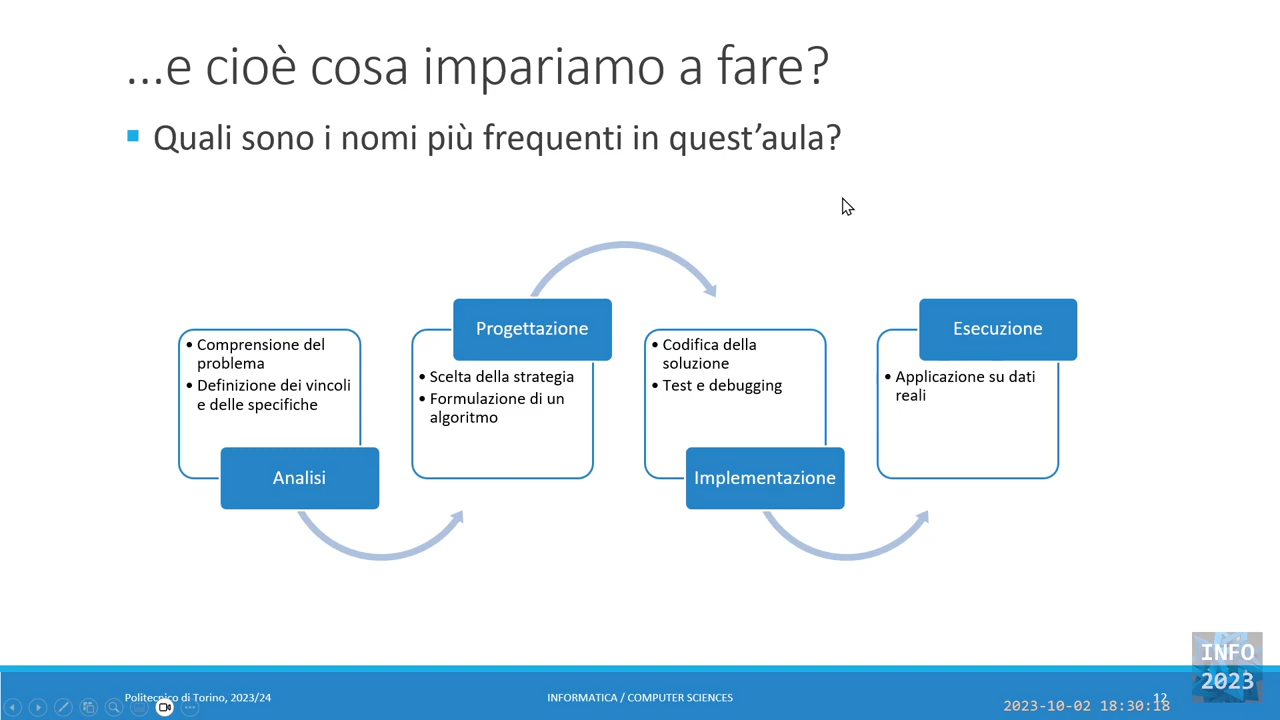 ...e cioè cosa impariamo a fare?
▪ Quali sono i nomi più frequenti in quest’aula?
• Comprensione del
problema
• Definizione dei vincoli
e delle specifiche
Analisi
Progettazione
• Scelta della strategia
• Formulazione di un
algoritmo
• Codifica della
soluzione
• Test e debugging
Implementazione
Esecuzione
• Applicazione su dati
reali
Politecnico di Torino, 2023/24
INFORMATICA / COMPUTER SCIENCES
12
2023-10-02 18:30:18
INFO
2023